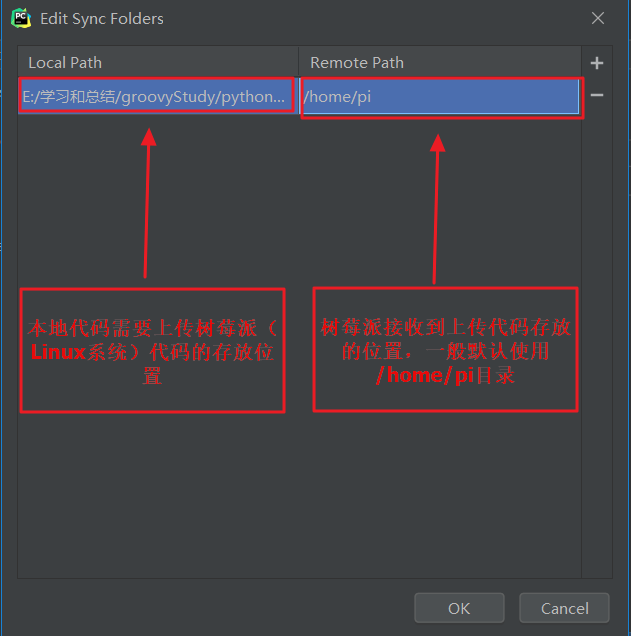 PC
Edit Sync Folders
Local Path
Remote Path
E:/学习和总结/groovyStudy/python...
/home/pi
本地代码需要上传树莓派（
Linux系统）代码的存放位
置
树莓派接收到上传代码存放
的位置，一般默认使用
/home/pi目录
OK
Cancel